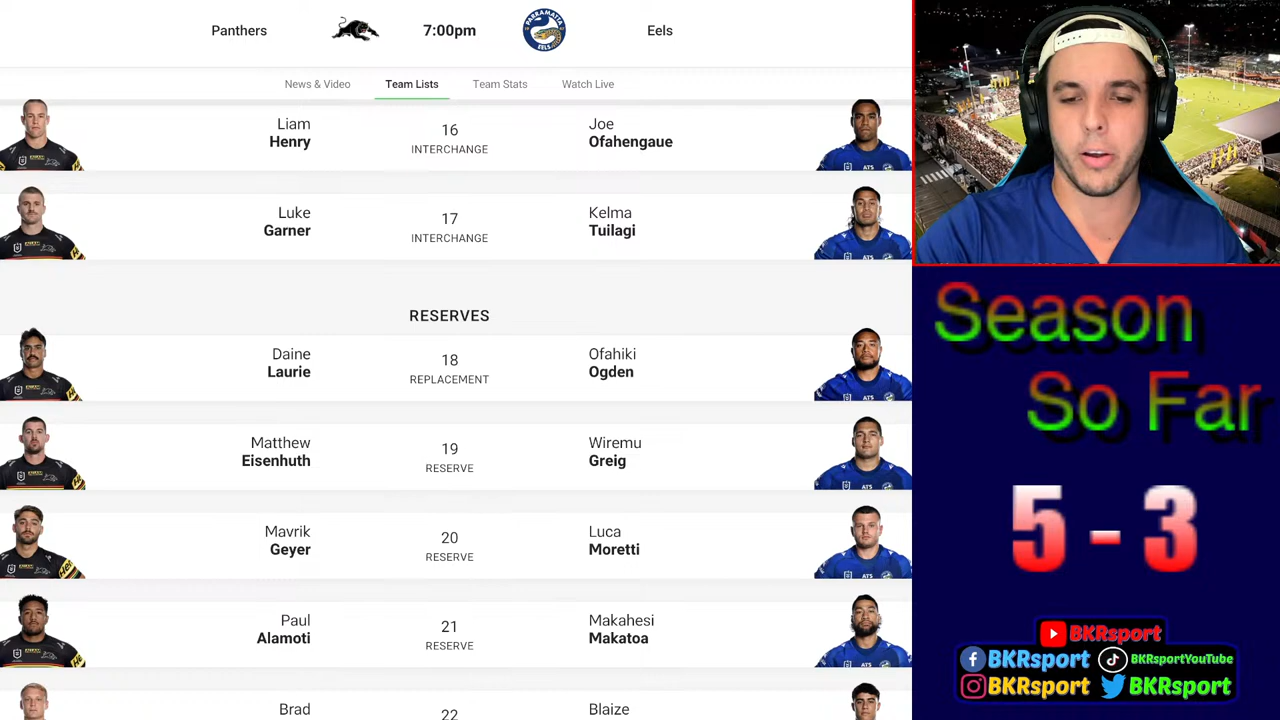 Panthers
7:00pm
PARRAMATTA
EELS
Eels
News & Video
Team Lists
Team Stats
Watch Live
Liam
Henry
16
INTERCHANGE
Joe
Ofahengaue
Luke
Garner
17
INTERCHANGE
Kelma
Tuilagi
RESERVES
Daine
Laurie
18
REPLACEMENT
Ofahiki
Ogden
Matthew
Eisenhuth
19
RESERVE
Wiremu
Greig
Mavrik
Geyer
20
RESERVE
Luca
Moretti
Paul
Alamoti
21
RESERVE
Makahesi
Makatoa
Brad
22
Blaize
Season
So Far
5 - 3
BKRsport
BKRsport
BKRsportYouTube
BKRsport
BKRsport